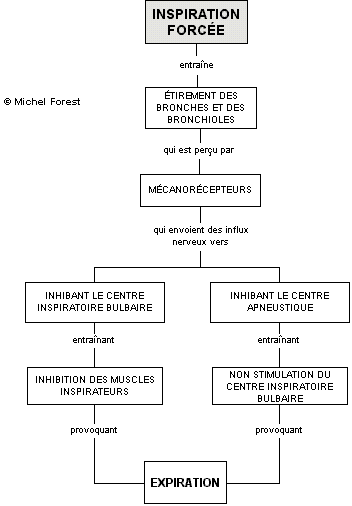 INSPIRATION
FORCÉE
entraîne
© Michel Forest
ÉTIREMENT DES
BRONCHES ET DES
BRONCHIOLES
qui est perçu par
MÉCANORÉCEPTEURS
qui envoient des influx
nerveux vers
INHIBANT LE CENTRE
INSPIRATOIRE BULBAIRE
INHIBANT LE CENTRE
APNEUSTIQUE
entraînant
entraînant
INHIBITION DES MUSCLES
INSPIRATEURS
NON STIMULATION DU
CENTRE INSPIRATOIRE
BULBAIRE
provoquant
provoquant
EXPIRATION